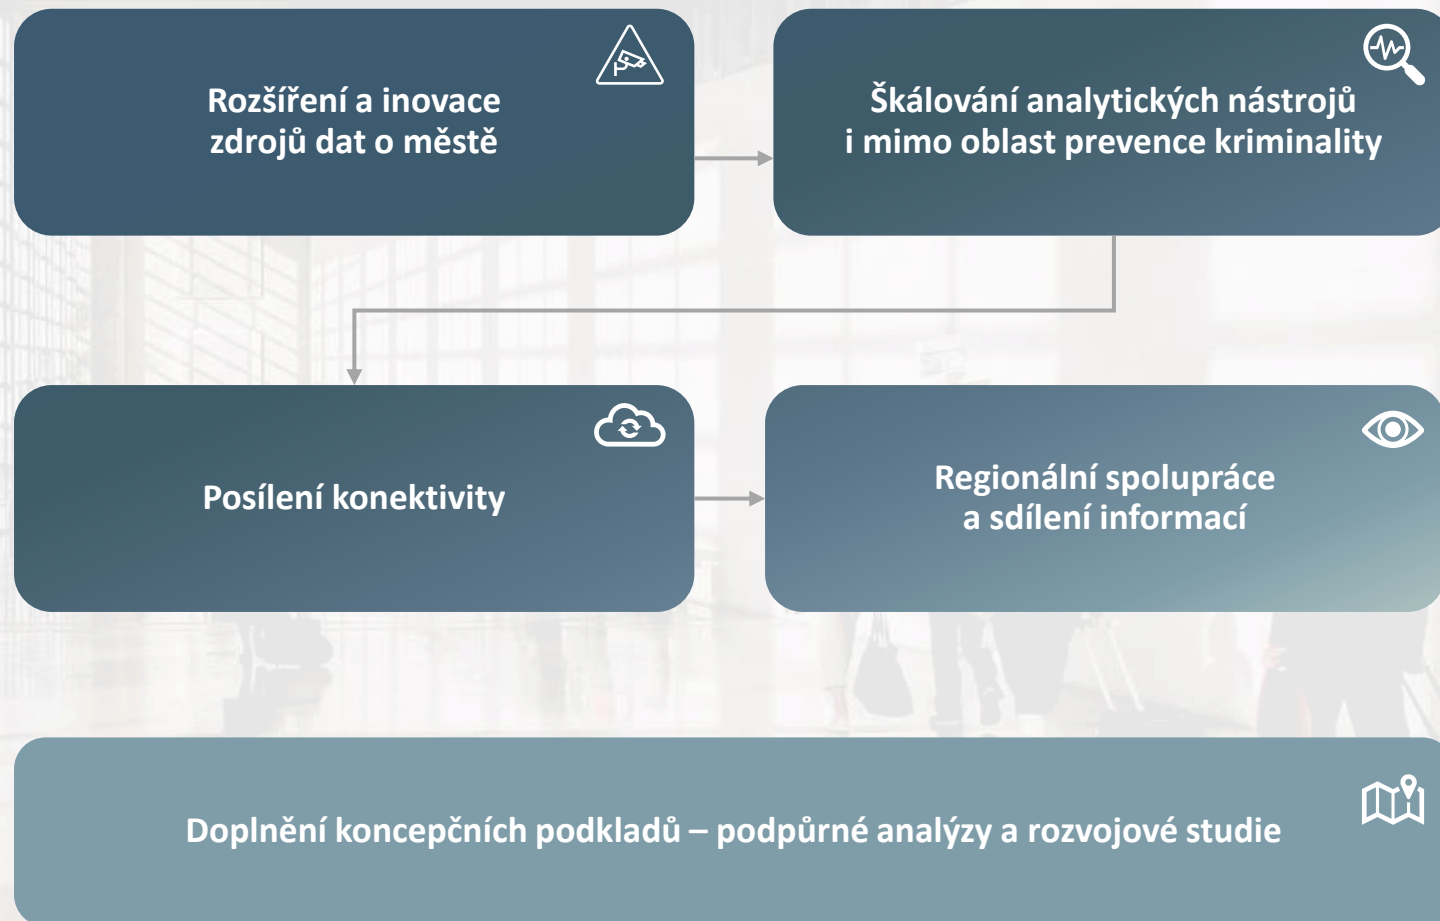 Rozšíření a inovace
zdrojů dat o městě
Škálování analytických nástrojů
i mimo oblast prevence kriminality
Posílení konektivity
Regionální spolupráce
a sdílení informací
Doplnění koncepčních podkladů – podpůrné analýzy a rozvojové studie